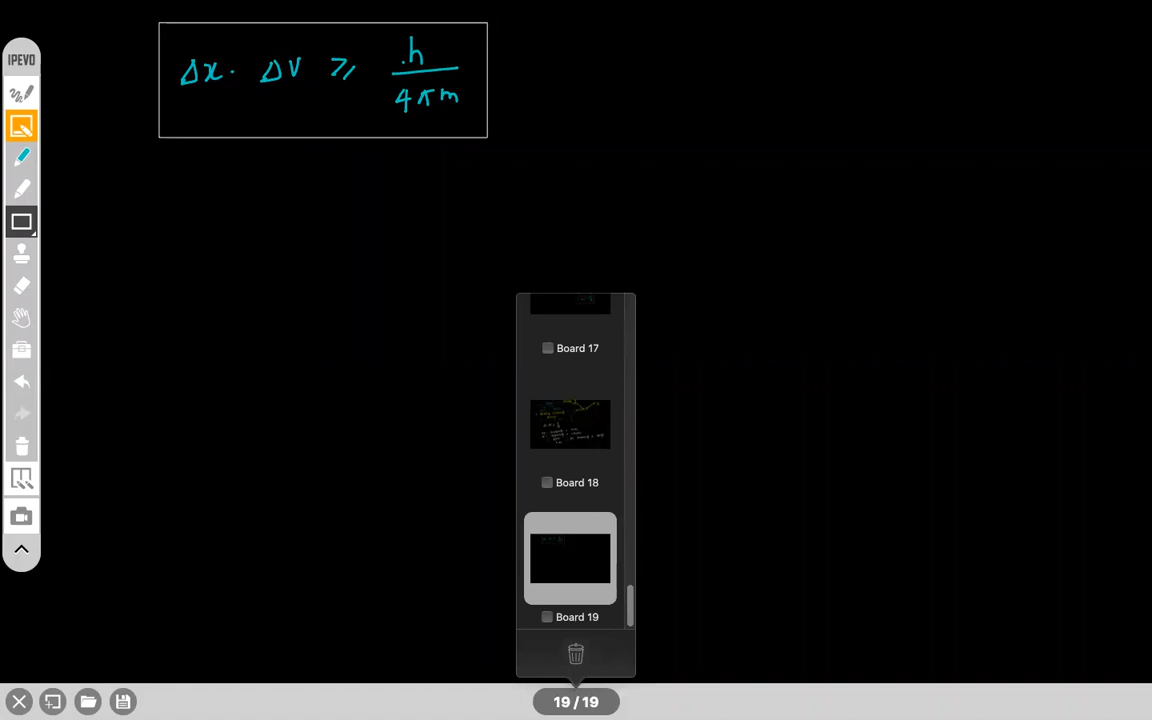 IPEVO
Δx · Δv ≥ h / 4πm
Board 17
Board 18
Board 19
19 / 19